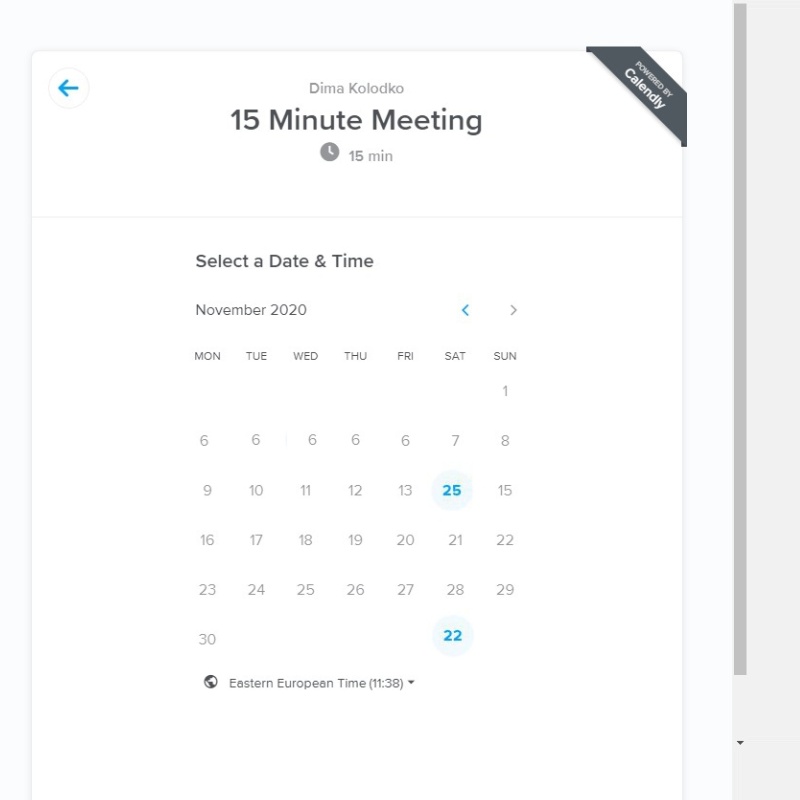 POWERED BY
Calendly
Dima Kolodko
15 Minute Meeting
15 min
Select a Date & Time
November 2020
MON TUE WED THU FRI SAT SUN
1
6 6 6 6 6 7 8
9 10 11 12 13 25 15
16 17 18 19 20 21 22
23 24 25 26 27 28 29
30 22
Eastern European Time (11:38)